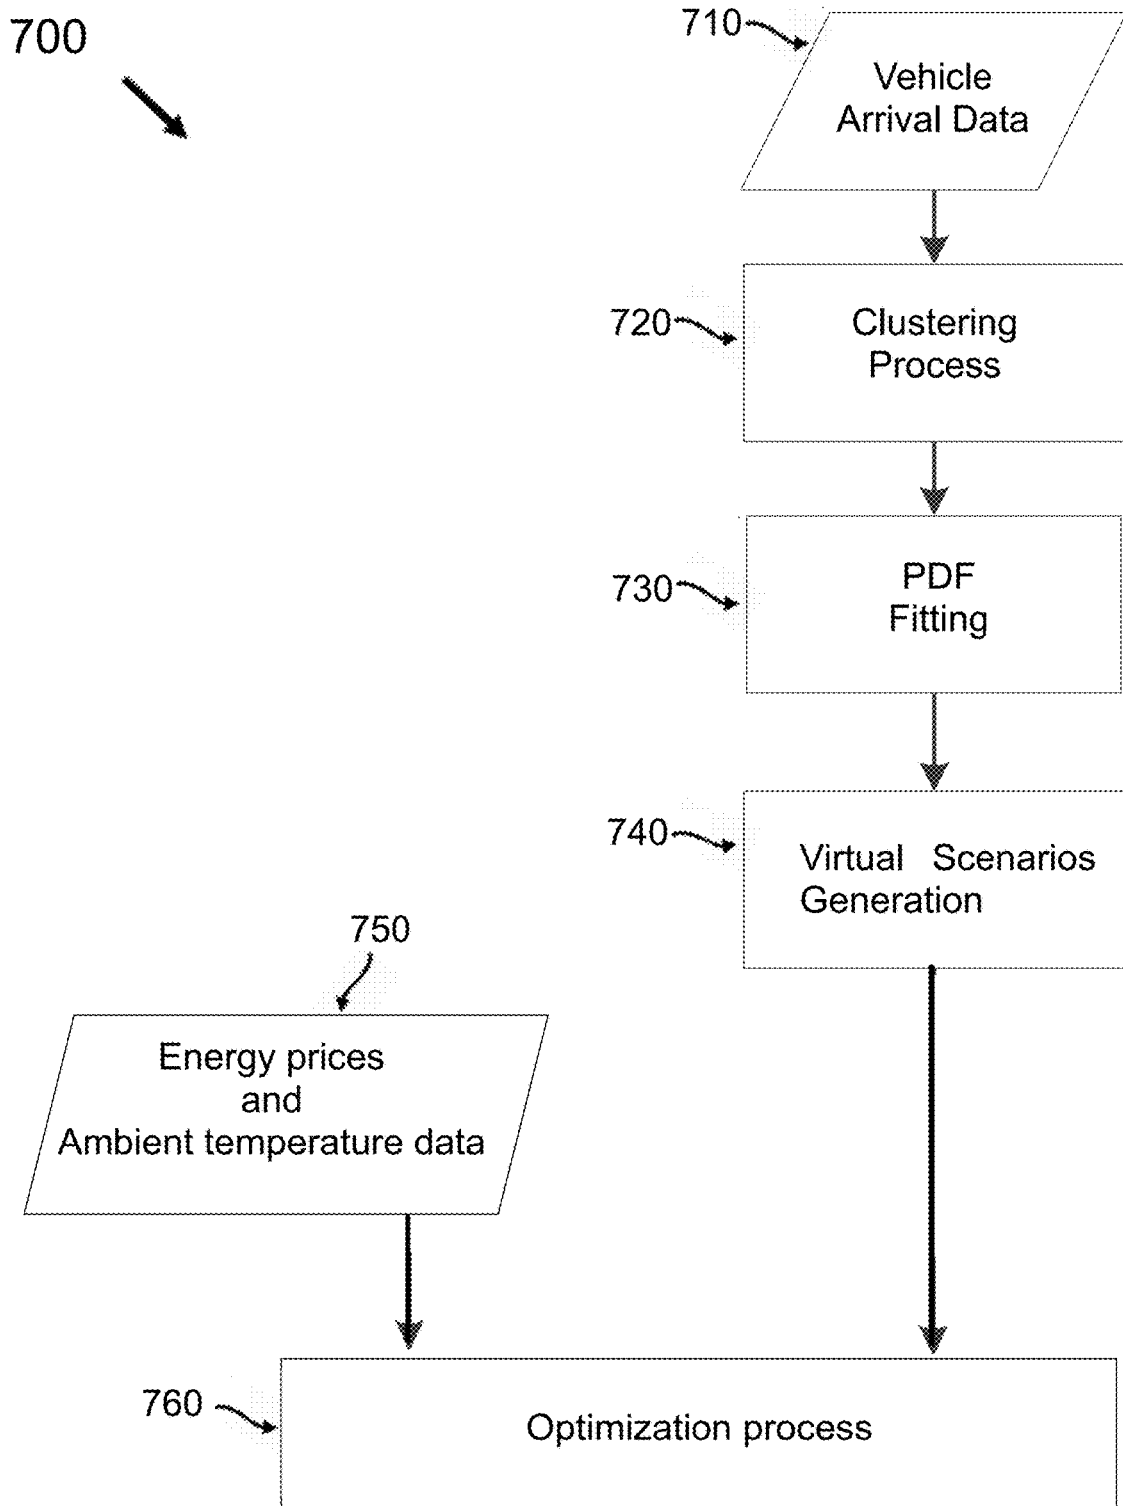 700
710
Vehicle
Arrival Data
720
Clustering
Process
730
PDF
Fitting
740
Virtual Scenarios
Generation
750
Energy prices
and
Ambient temperature data
760
Optimization process